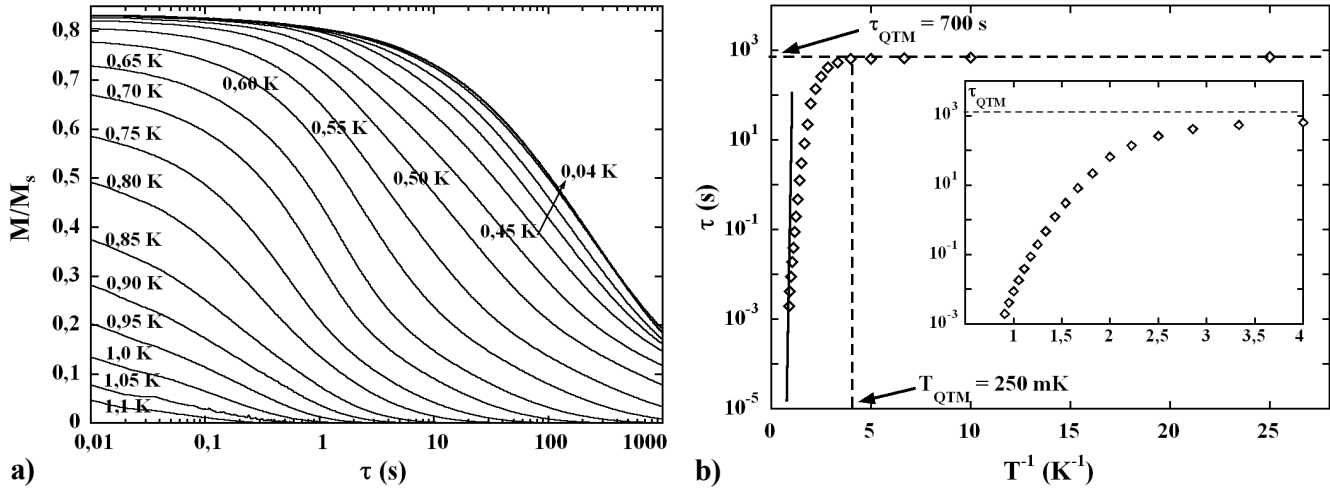 0,8
0,7
0,6
0,5
0,4
0,3
0,2
0,1
0
M/M_s
0,65 K
0,70 K
0,75 K
0,80 K
0,85 K
0,90 K
0,95 K
1,0 K
1,05 K
1,1 K
0,60 K
0,55 K
0,50 K
0,45 K
0,04 K
0,01
0,1
1
10
100
1000
τ (s)
a)
τ_QTM = 700 s
10^3
10^1
10^-1
10^-3
10^-5
τ (s)
τ_QTM
10^3
10^1
10^-1
10^-3
1
1,5
2
2,5
3
3,5
4
T_QTM = 250 mK
0
5
10
15
20
25
T^-1 (K^-1)
b)